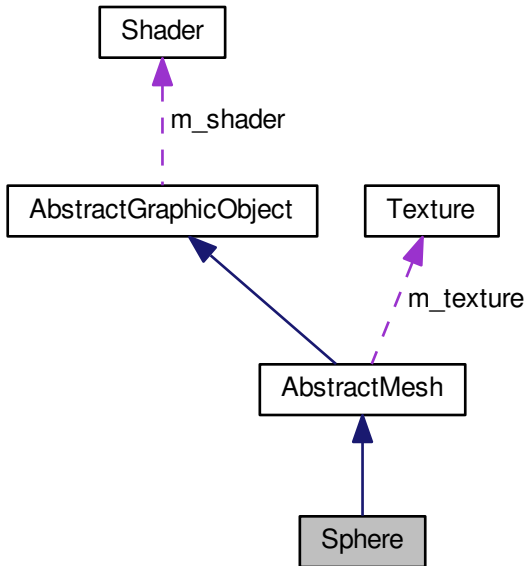 Shader
m_shader
AbstractGraphicObject
Texture
m_texture
AbstractMesh
Sphere